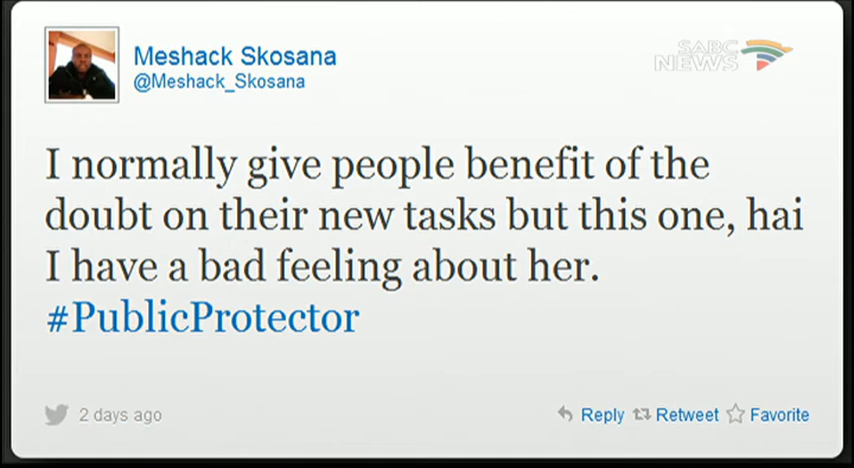 Meshack Skosana
@Meshack_Skosana
SABC
NEWS
I normally give people benefit of the
doubt on their new tasks but this one, hai
I have a bad feeling about her.
#PublicProtector
2 days ago
Reply Retweet Favorite